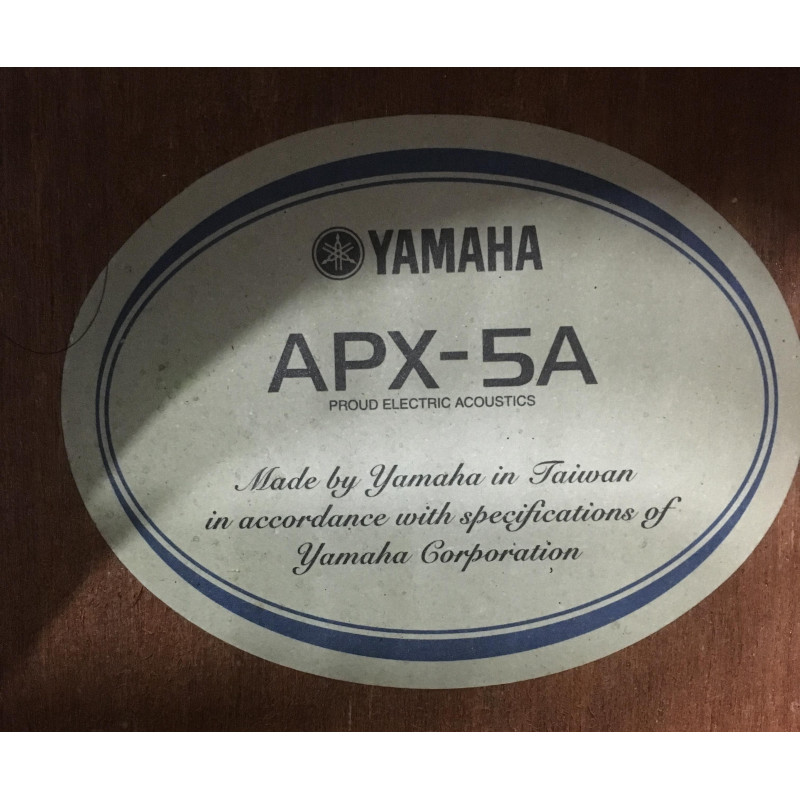 YAMAHA
APX-5A
PROUD ELECTRIC ACOUSTICS
Made by Yamaha in Taiwan
in accordance with specifications of
Yamaha Corporation